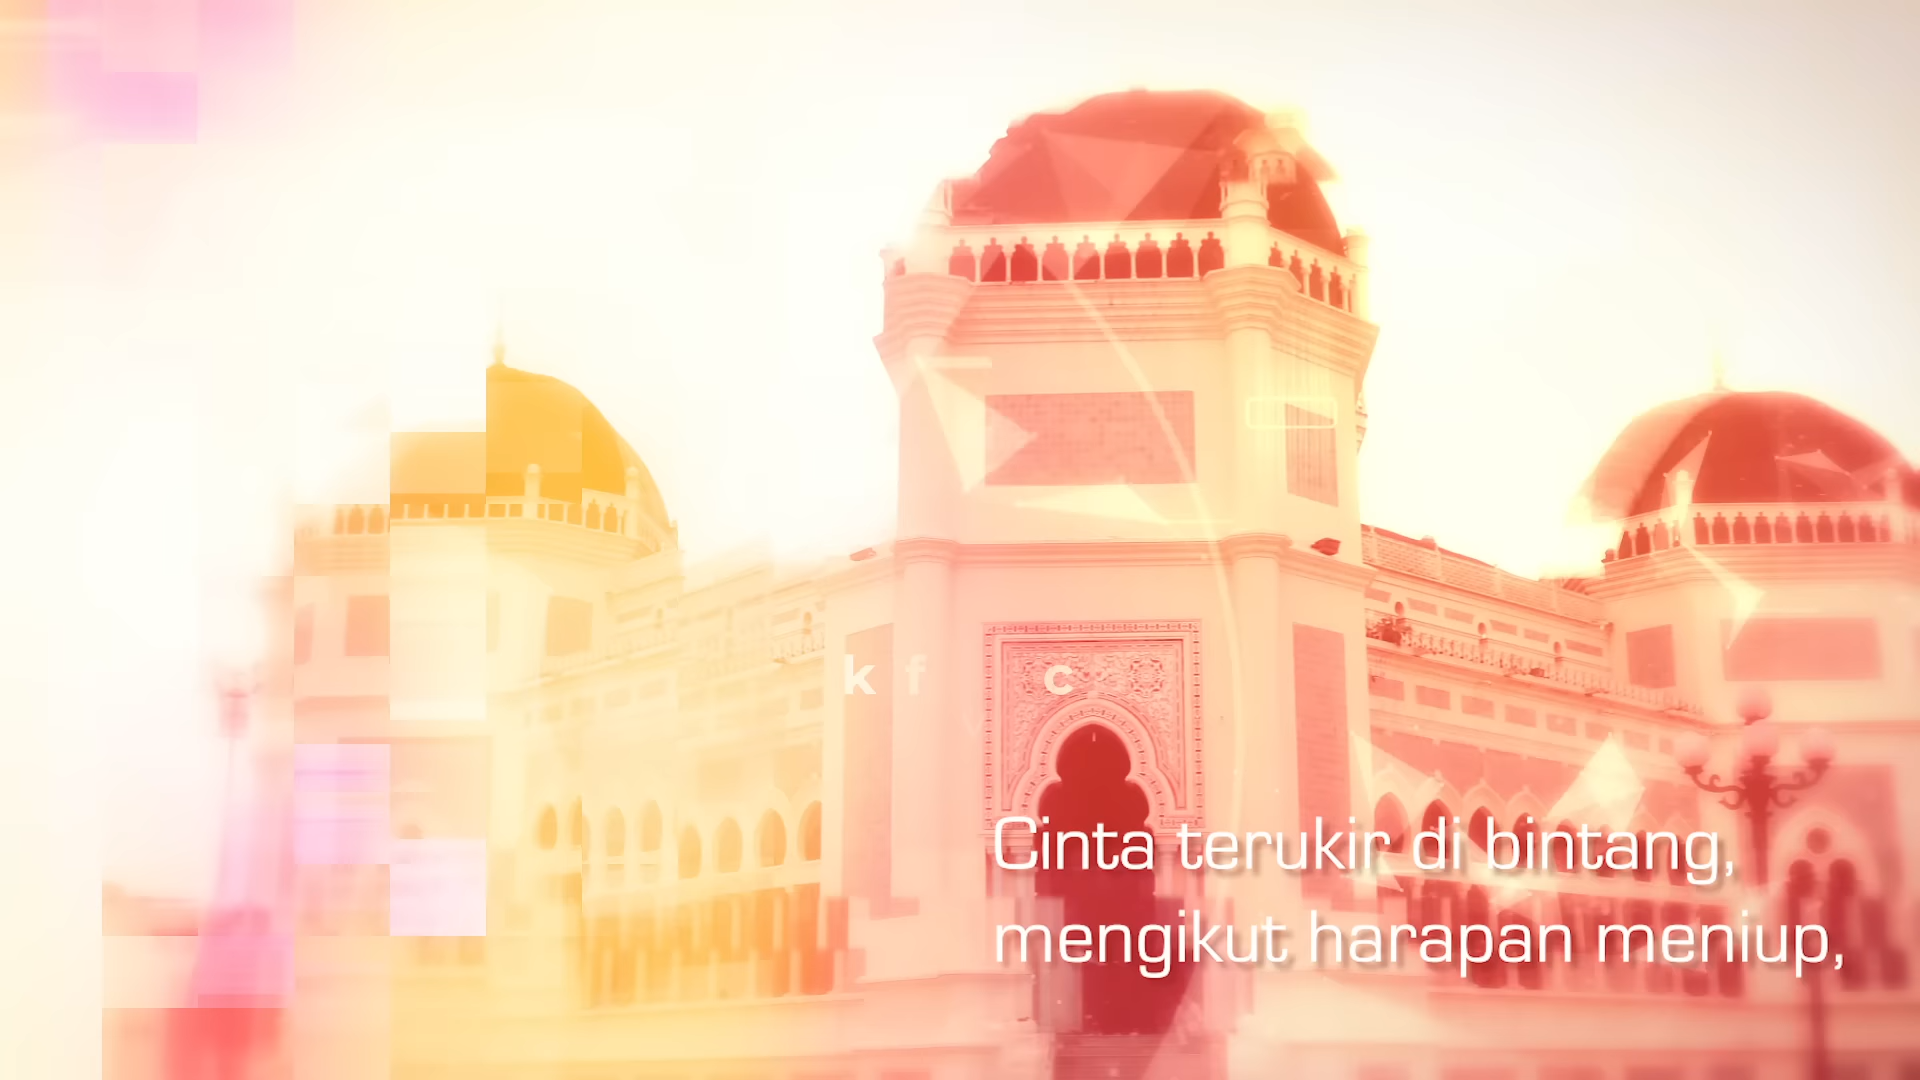 k f c
Cinta terukir di bintang,
mengikut harapan meniup,